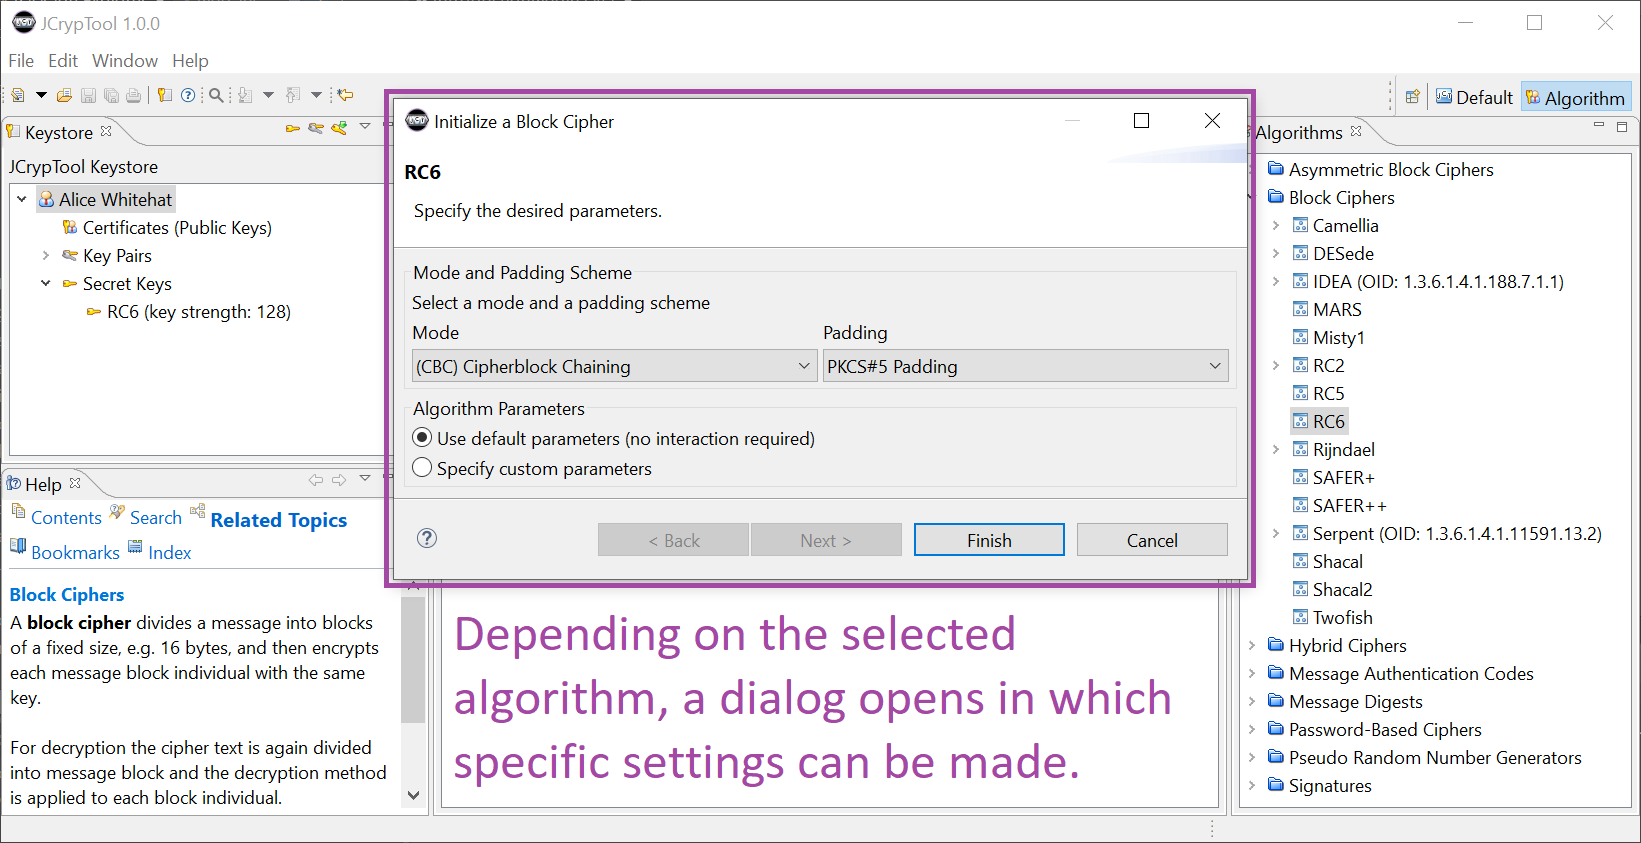 JCrypTool 1.0.0
File Edit Window Help
Default Algorithm
Keystore
JCrypTool Keystore
Alice Whitehat
Certificates (Public Keys)
Key Pairs
Secret Keys
RC6 (key strength: 128)
Help
Contents Search Related Topics
Bookmarks Index
Block Ciphers
A block cipher divides a message into blocks
of a fixed size, e.g. 16 bytes, and then encrypts
each message block individual with the same
key.
For decryption the cipher text is again divided
into message block and the decryption method
is applied to each block individual.
Initialize a Block Cipher
RC6
Specify the desired parameters.
Mode and Padding Scheme
Select a mode and a padding scheme
Mode Padding
(CBC) Cipherblock Chaining PKCS#5 Padding
Algorithm Parameters
Use default parameters (no interaction required)
Specify custom parameters
< Back Next > Finish Cancel
Depending on the selected
algorithm, a dialog opens in which
specific settings can be made.
Algorithms
Asymmetric Block Ciphers
Block Ciphers
Camellia
DESede
IDEA (OID: 1.3.6.1.4.1.188.7.1.1)
MARS
Misty1
RC2
RC5
RC6
Rijndael
SAFER+
SAFER++
Serpent (OID: 1.3.6.1.4.1.11591.13.2)
Shacal
Shacal2
Twofish
Hybrid Ciphers
Message Authentication Codes
Message Digests
Password-Based Ciphers
Pseudo Random Number Generators
Signatures